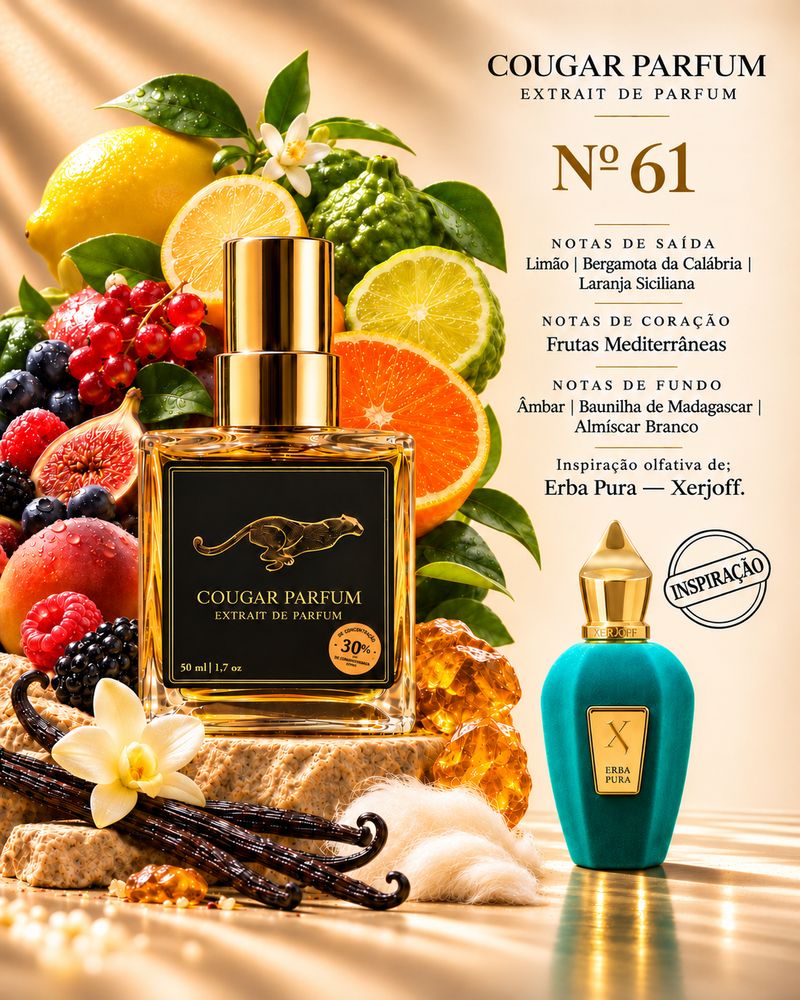 COUGAR PARFUM
EXTRAIT DE PARFUM
Nº 61
NOTAS DE SAÍDA
Limão | Bergamota da Calábria |
Laranja Siciliana
NOTAS DE CORAÇÃO
Frutas Mediterrâneas
NOTAS DE FUNDO
Âmbar | Baunilha de Madagascar |
Almíscar Branco
Inspiração olfativa de;
Erba Pura — Xerjoff.
INSPIRAÇÃO
XERJOFF
X
ERBA
PURA
COUGAR PARFUM
EXTRAIT DE PARFUM
DE CONCENTRAÇÃO
30%
50 ml | 1,7 oz